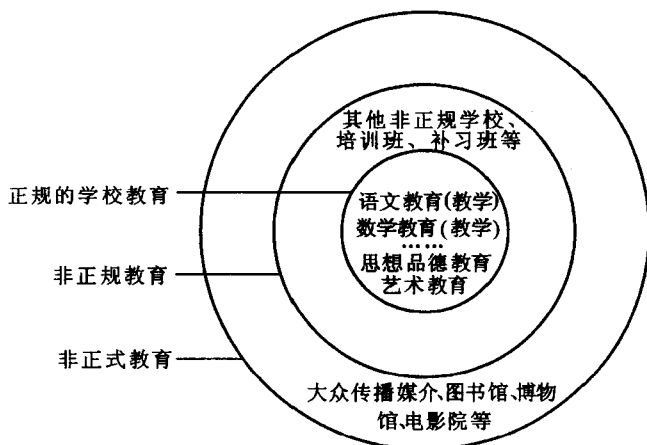 其他非正规学校、
培训班、补习班等
正规的学校教育
语文教育(教学)
数学教育(教学)
……
思想品德教育
艺术教育
非正规教育
非正式教育
大众传播媒介、图书馆、博物
馆、电影院等